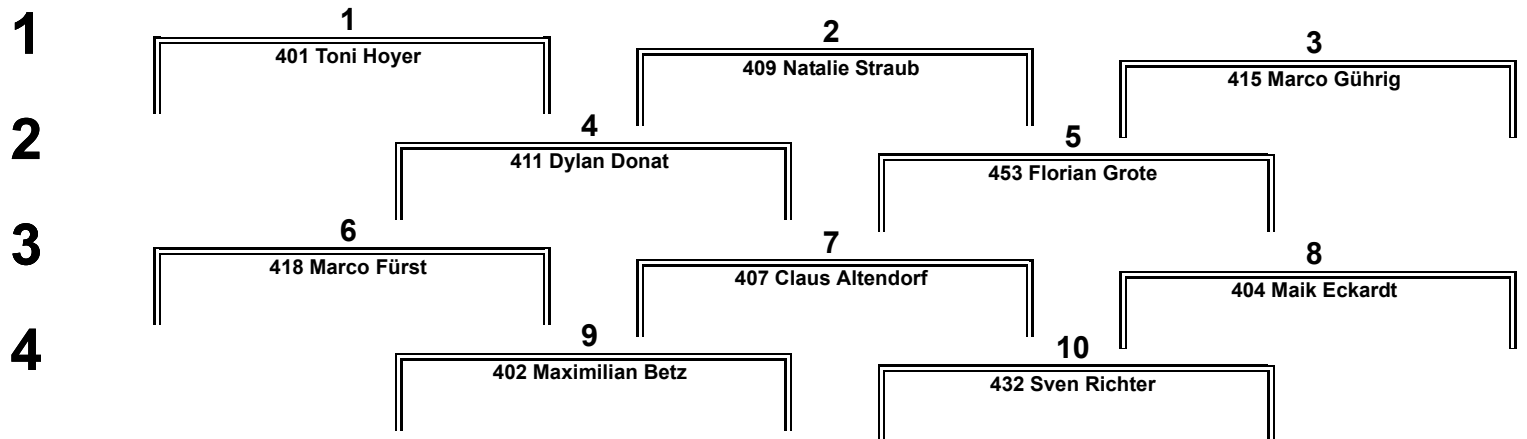 1
1
401 Toni Hoyer
2
409 Natalie Straub
3
415 Marco Gührig
2
4
411 Dylan Donat
5
453 Florian Grote
3
6
418 Marco Fürst
7
407 Claus Altendorf
8
404 Maik Eckardt
4
9
402 Maximilian Betz
10
432 Sven Richter